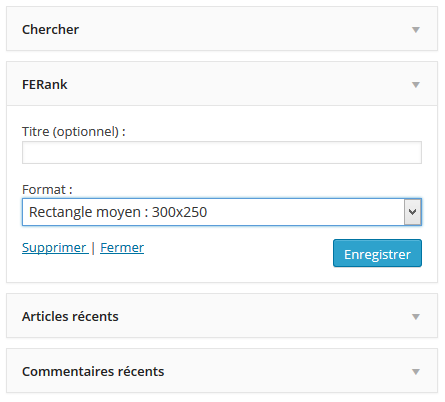 Chercher
FERank
Titre (optionnel) :
Format :
Rectangle moyen : 300x250
Supprimer | Fermer
Enregistrer
Articles récents
Commentaires récents